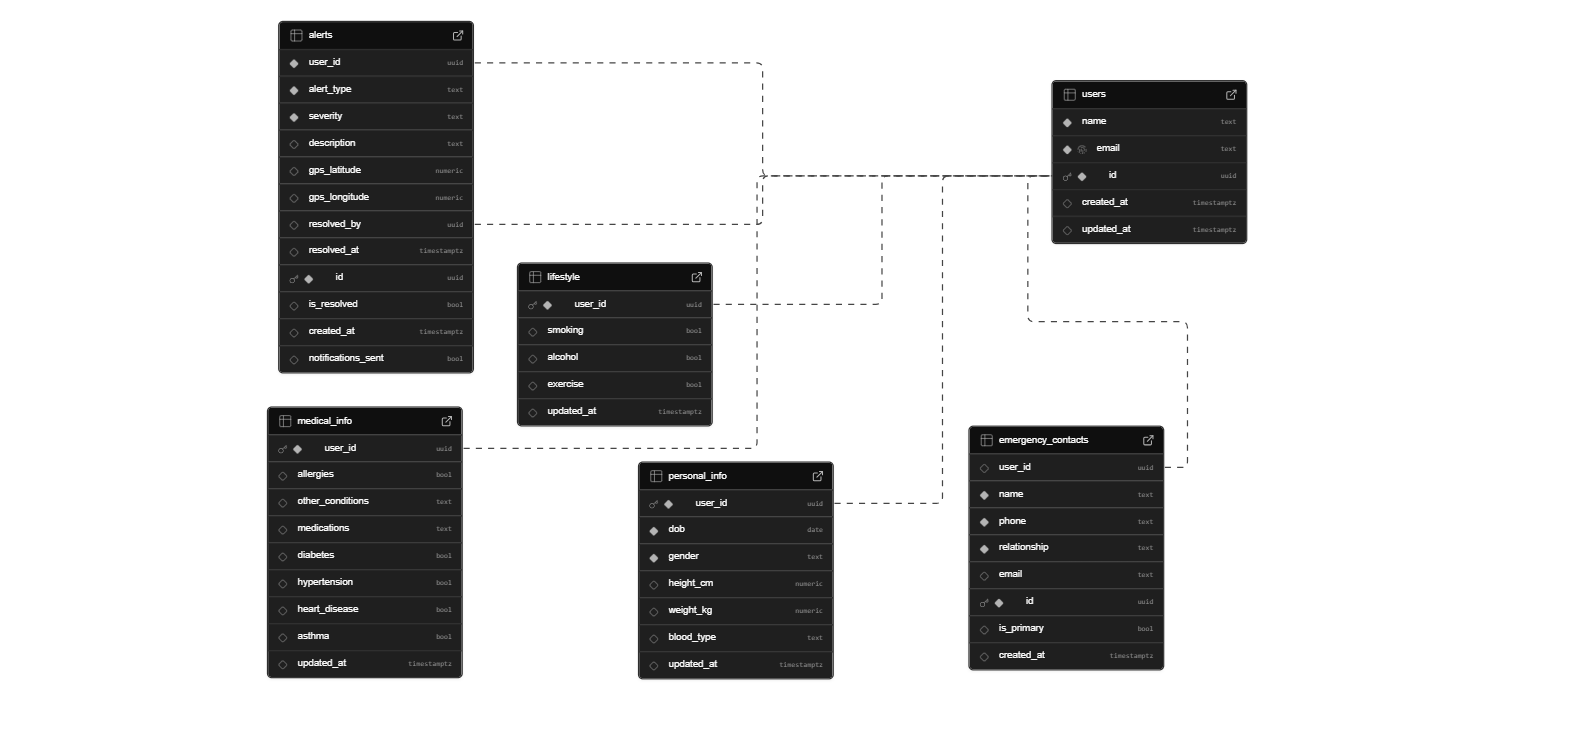 alerts
user_id uuid
alert_type text
severity text
description text
gps_latitude numeric
gps_longitude numeric
resolved_by uuid
resolved_at timestamptz
id uuid
is_resolved bool
created_at timestamptz
notifications_sent bool
users
name text
email text
id uuid
created_at timestamptz
updated_at timestamptz
lifestyle
user_id uuid
smoking bool
alcohol bool
exercise bool
updated_at timestamptz
medical_info
user_id uuid
allergies bool
other_conditions text
medications text
diabetes bool
hypertension bool
heart_disease bool
asthma bool
updated_at timestamptz
personal_info
user_id uuid
dob date
gender text
height_cm numeric
weight_kg numeric
blood_type text
updated_at timestamptz
emergency_contacts
user_id uuid
name text
phone text
relationship text
email text
id uuid
is_primary bool
created_at timestamptz